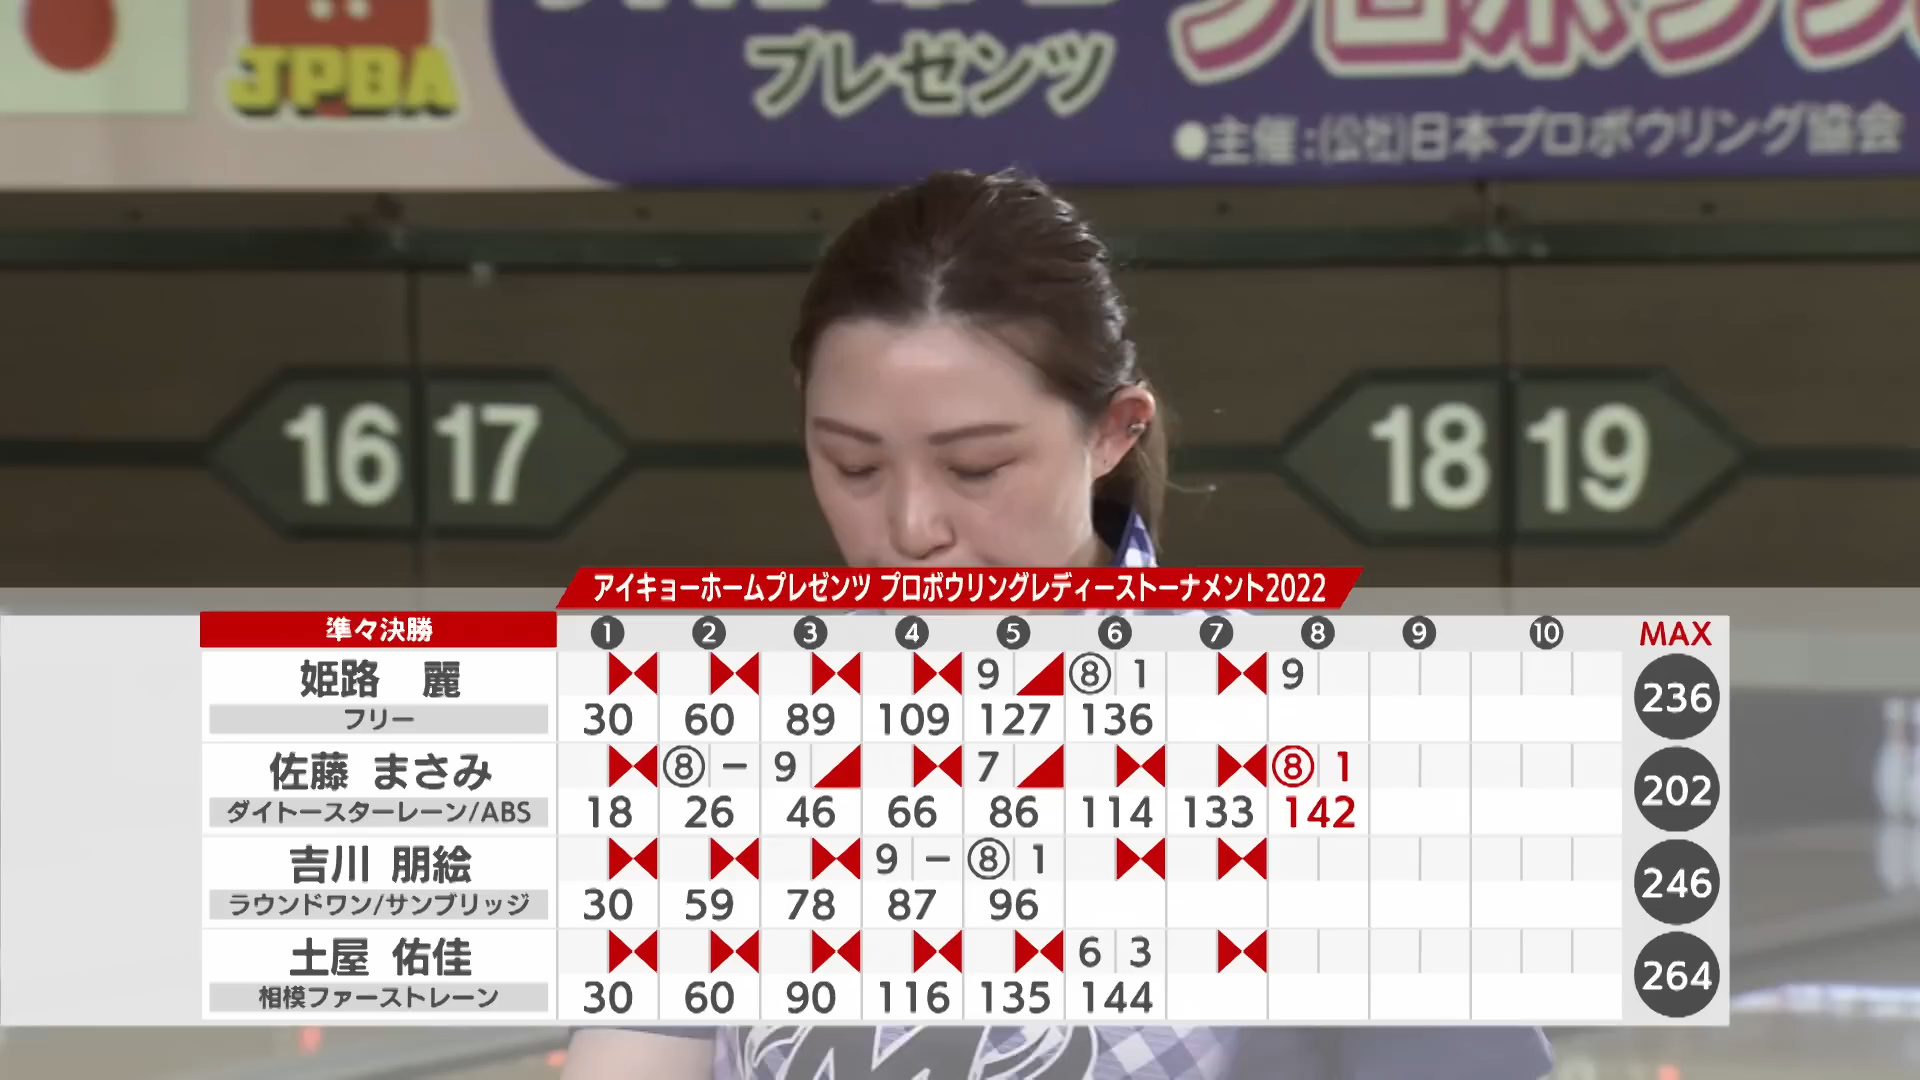 JPBA
プレゼンツ
●主催:(公社)日本プロボウリング協会
16 17
18 19
アイキョーホームプレゼンツ プロボウリングレディーストーナメント2022
準々決勝 1 2 3 4 5 6 7 8 9 10 MAX
姫路 麗 9 ⑧ 1 9
フリー 30 60 89 109 127 136 236
佐藤 まさみ ⑧ - 9 7 ⑧ 1
ダイトースターレーン/ABS 18 26 46 66 86 114 133 142 202
吉川 朋絵 9 - ⑧ 1
ラウンドワン/サンブリッジ 30 59 78 87 96 246
土屋 佑佳 6 3
相模ファーストレーン 30 60 90 116 135 144 264